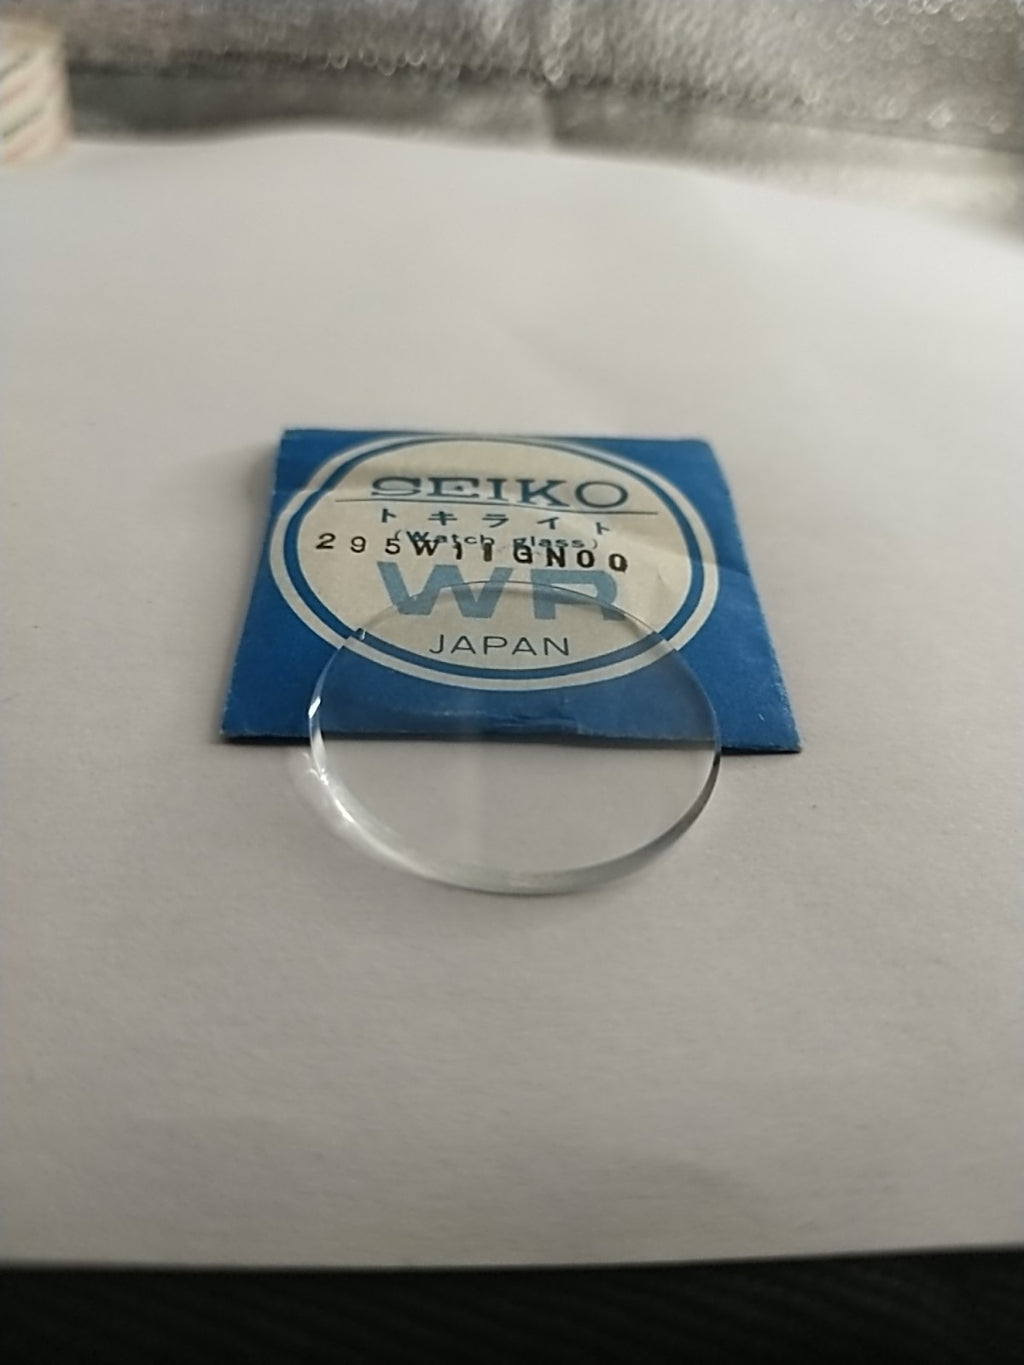 SEIKO
トキライト
(Watch glass)
295W11GN00
WR
JAPAN